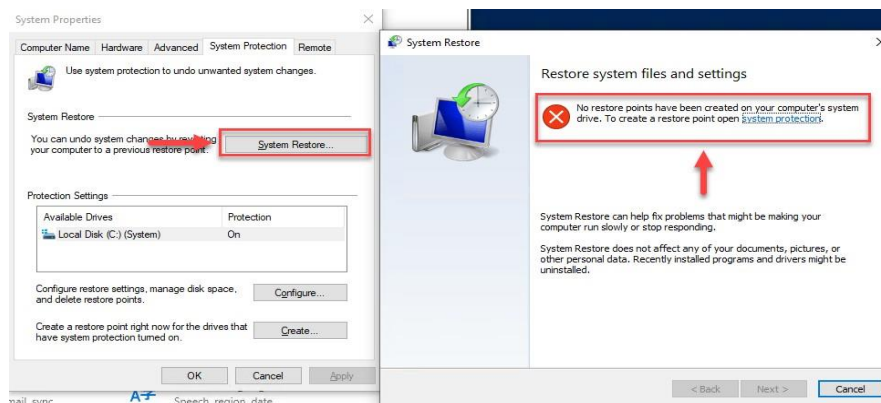 System Properties
Computer Name Hardware Advanced System Protection Remote
Use system protection to undo unwanted system changes.
System Restore
You can undo system changes by reverting
your computer to a previous restore point.
System Restore...
Protection Settings
Available Drives Protection
Local Disk (C:) (System) On
Configure restore settings, manage disk space,
and delete restore points.
Configure...
Create a restore point right now for the drives that
have system protection turned on.
Create...
OK Cancel Apply
mail, sync
Speech, region, date
System Restore
Restore system files and settings
No restore points have been created on your computer's system
drive. To create a restore point open system protection.
System Restore can help fix problems that might be making your
computer run slowly or stop responding.
System Restore does not affect any of your documents, pictures, or
other personal data. Recently installed programs and drivers might be
uninstalled.
< Back Next > Cancel